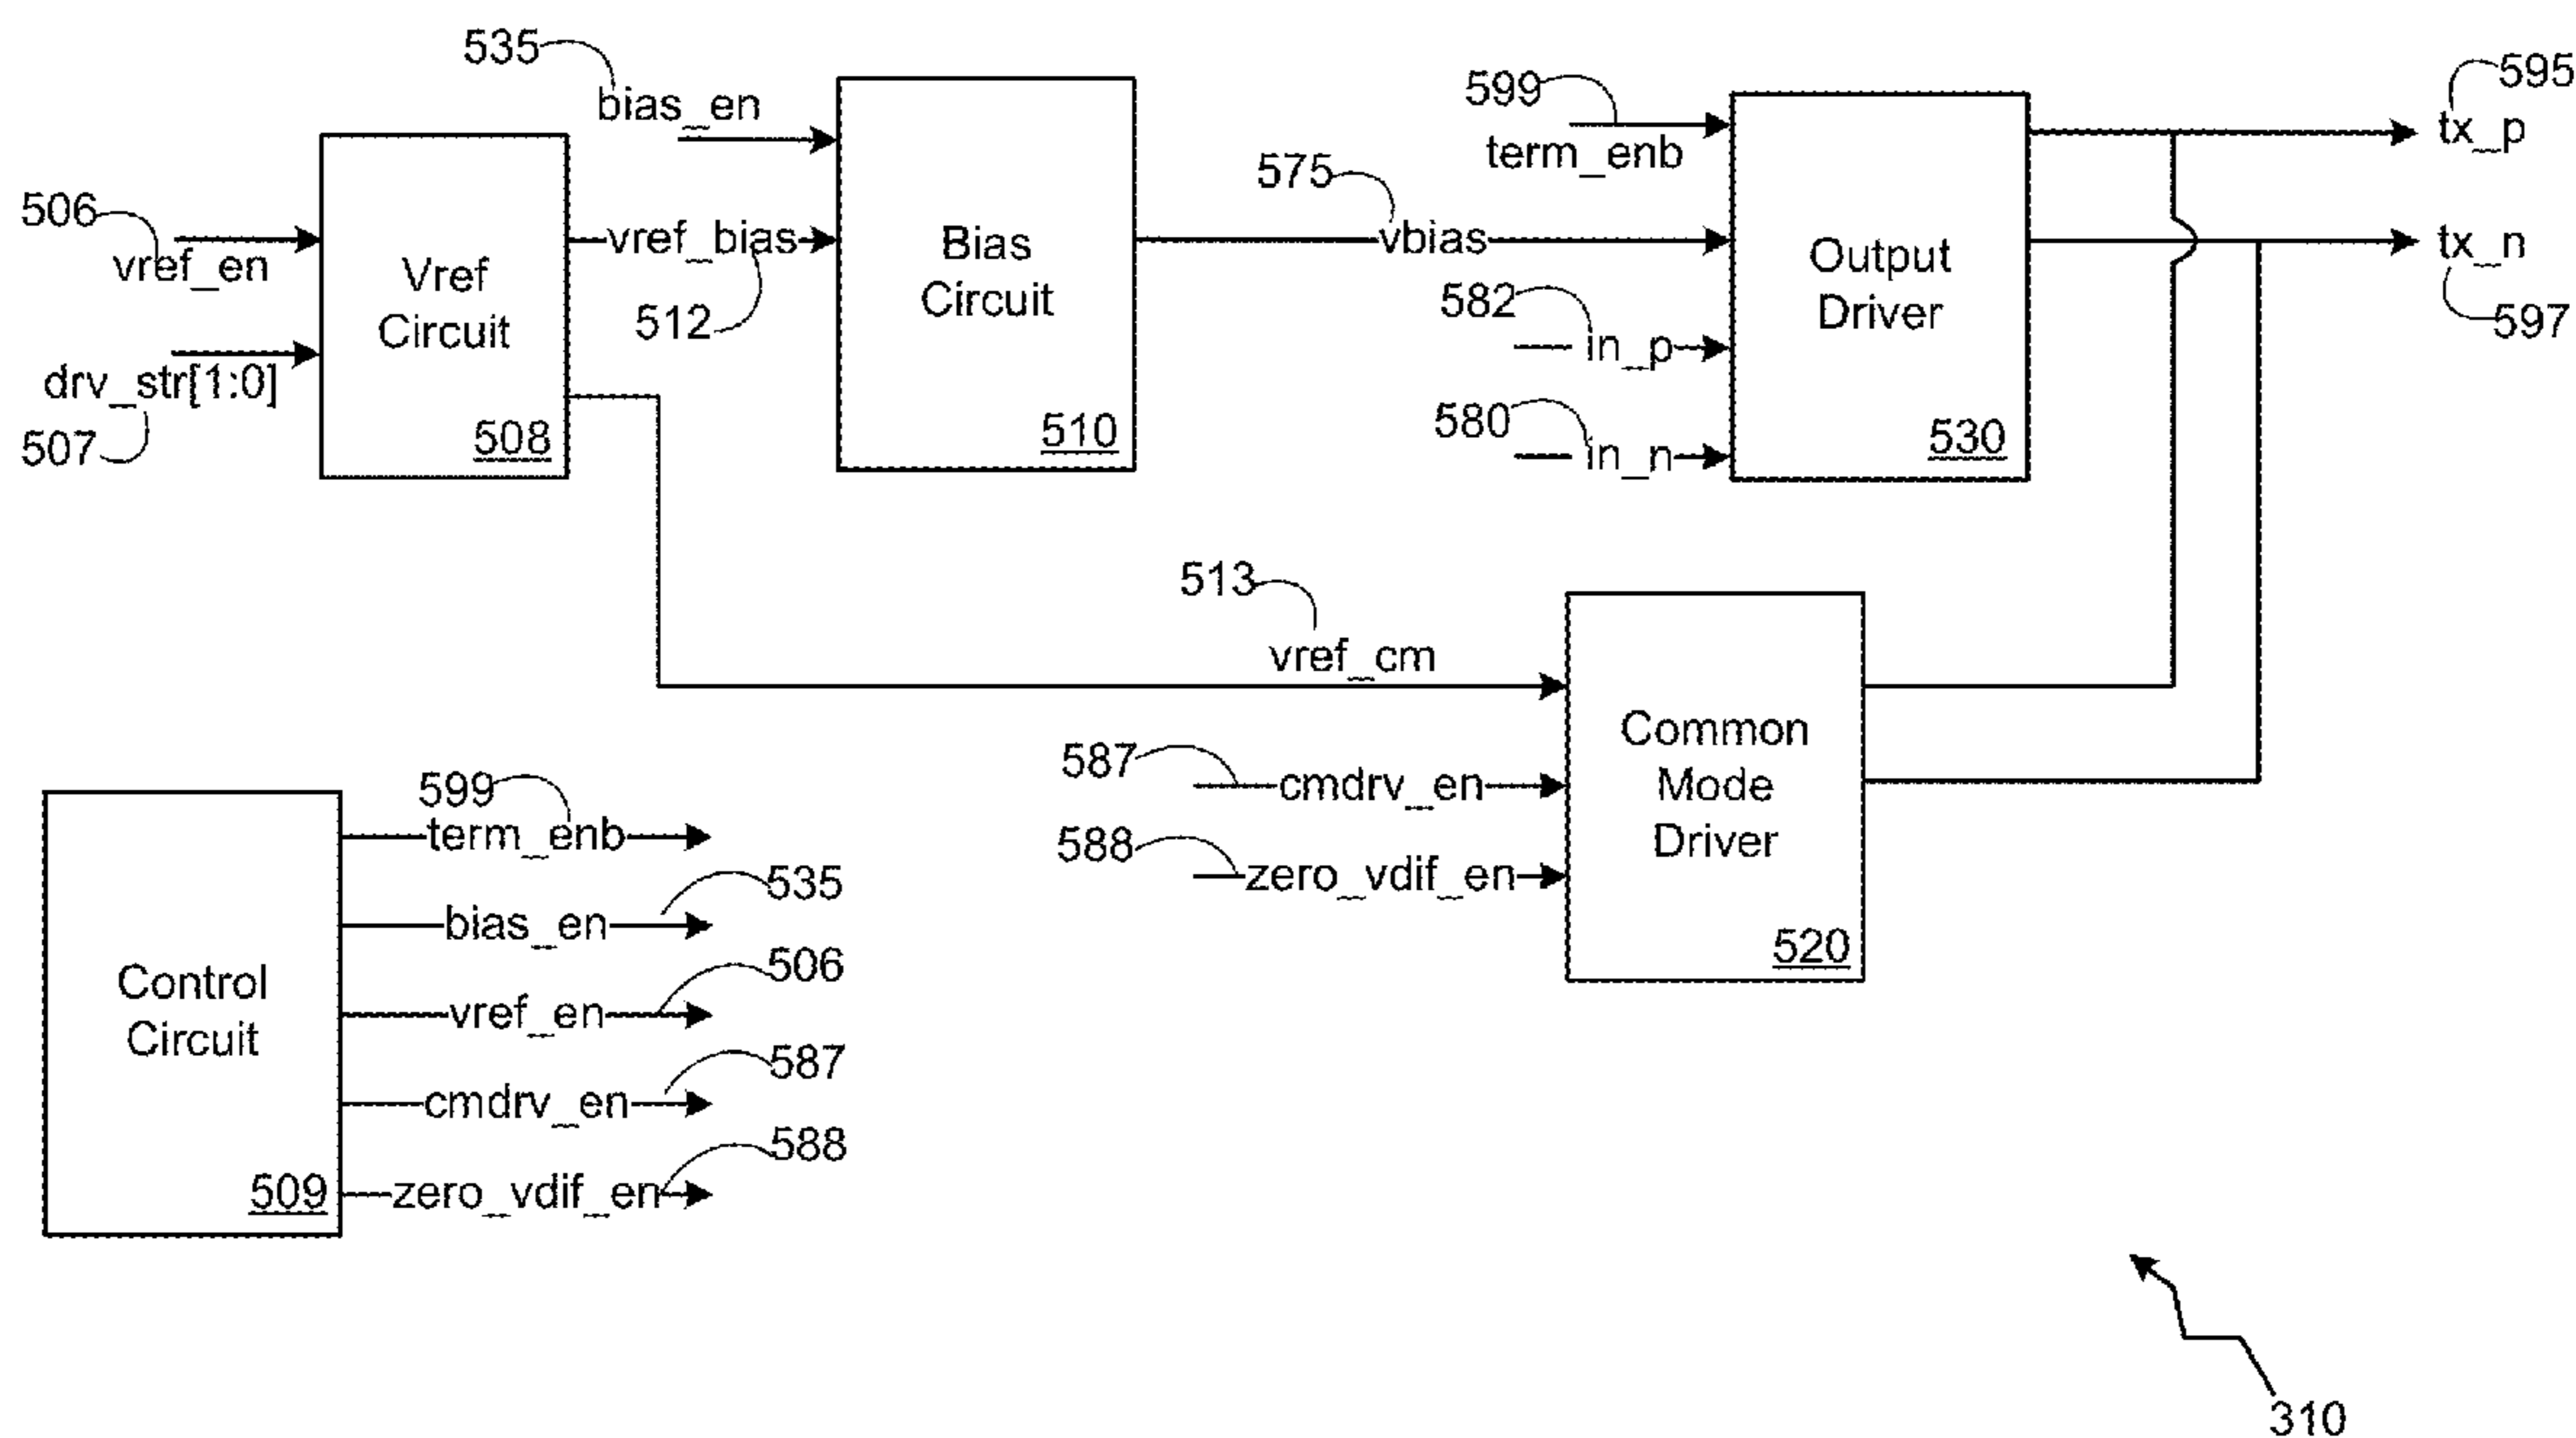 535
bias_en
506
vref_en
drv_str[1:0]
507
Vref
Circuit
508
vref_bias
512
Bias
Circuit
510
575
vbias
599
term_enb
582
in_p
580
in_n
Output
Driver
530
595
tx_p
tx_n
597
513
vref_cm
587
cmdrv_en
588
zero_vdif_en
Common
Mode
Driver
520
Control
Circuit
509
599
term_enb
535
bias_en
506
vref_en
587
cmdrv_en
588
zero_vdif_en
310